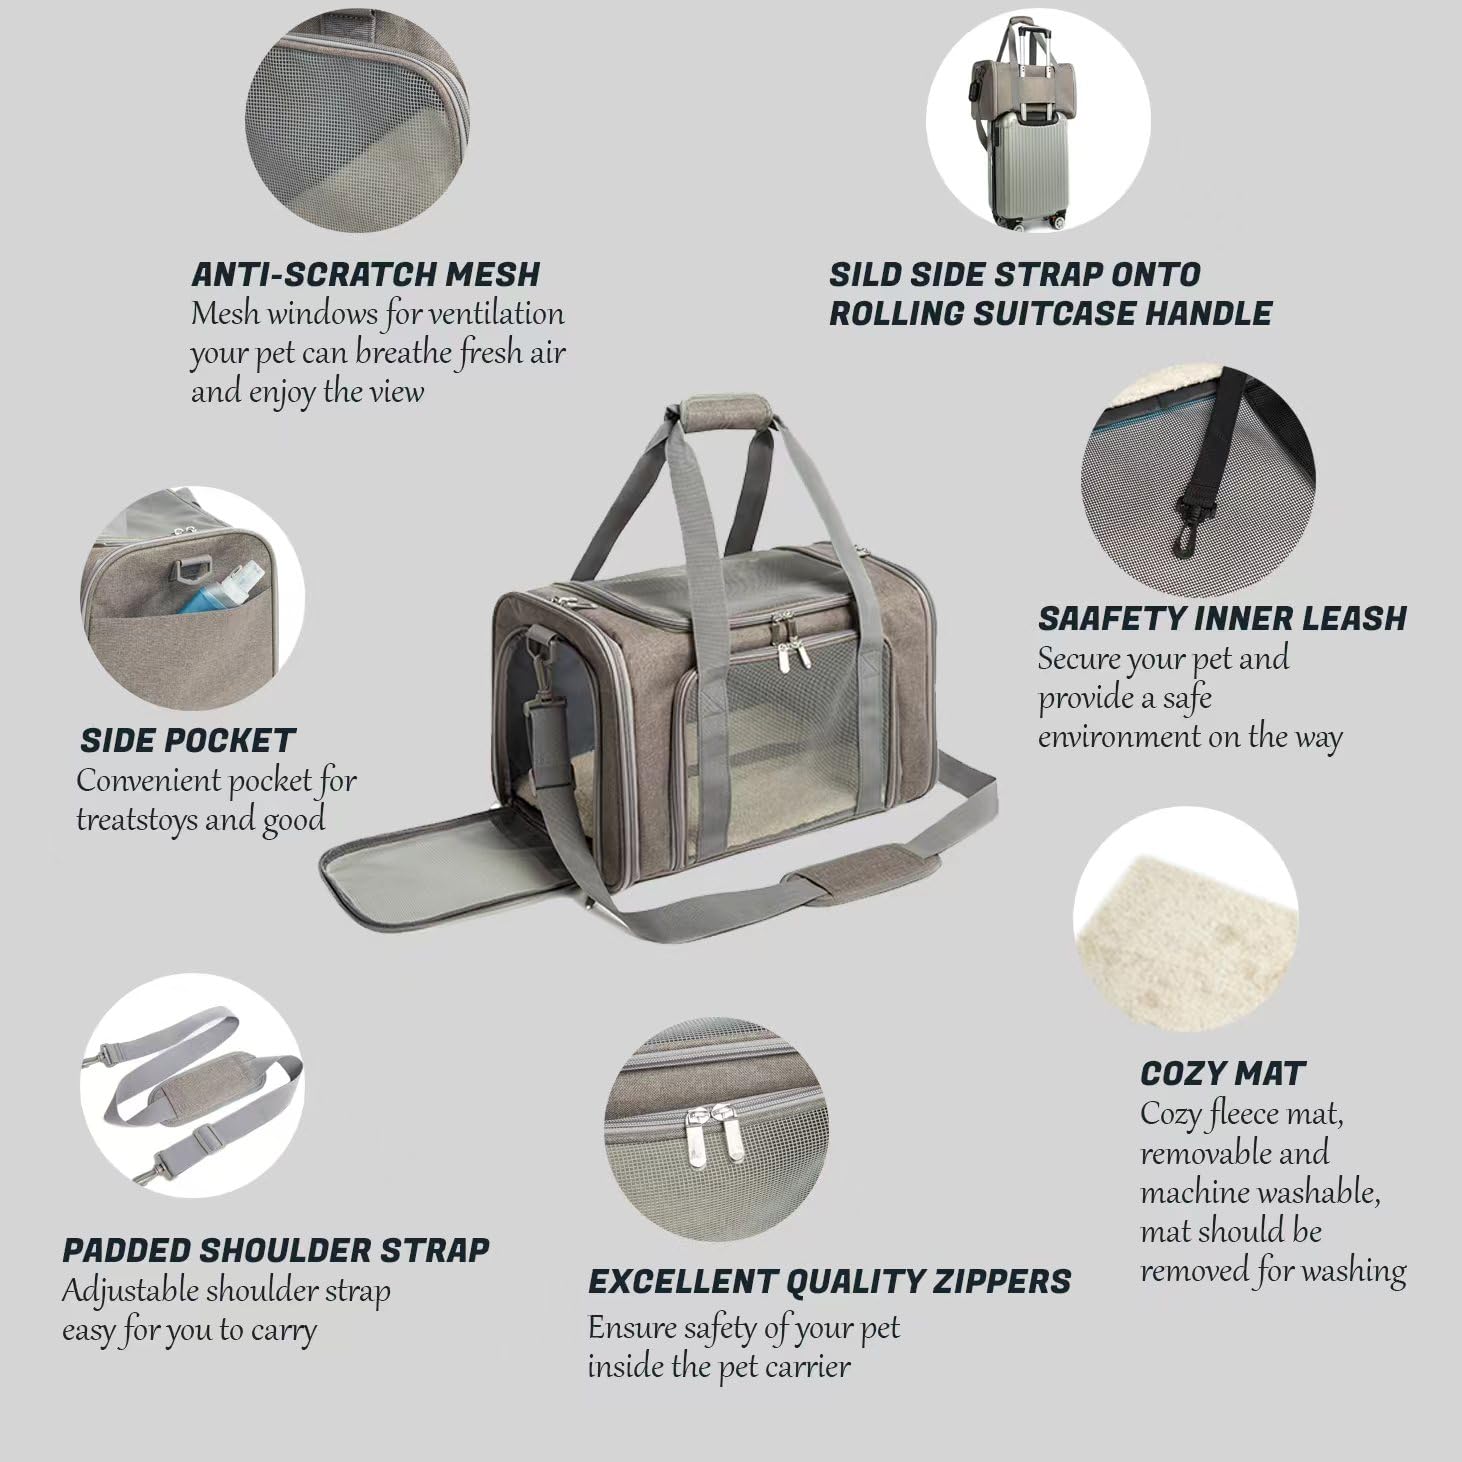 ANTI-SCRATCH MESH
Mesh windows for ventilation
your pet can breathe fresh air
and enjoy the view
SILD SIDE STRAP ONTO
ROLLING SUITCASE HANDLE
SAAFETY INNER LEASH
Secure your pet and
provide a safe
environment on the way
SIDE POCKET
Convenient pocket for
treatstoys and good
COZY MAT
Cozy fleece mat,
removable and
machine washable,
mat should be
removed for washing
PADDED SHOULDER STRAP
Adjustable shoulder strap
easy for you to carry
EXCELLENT QUALITY ZIPPERS
Ensure safety of your pet
inside the pet carrier